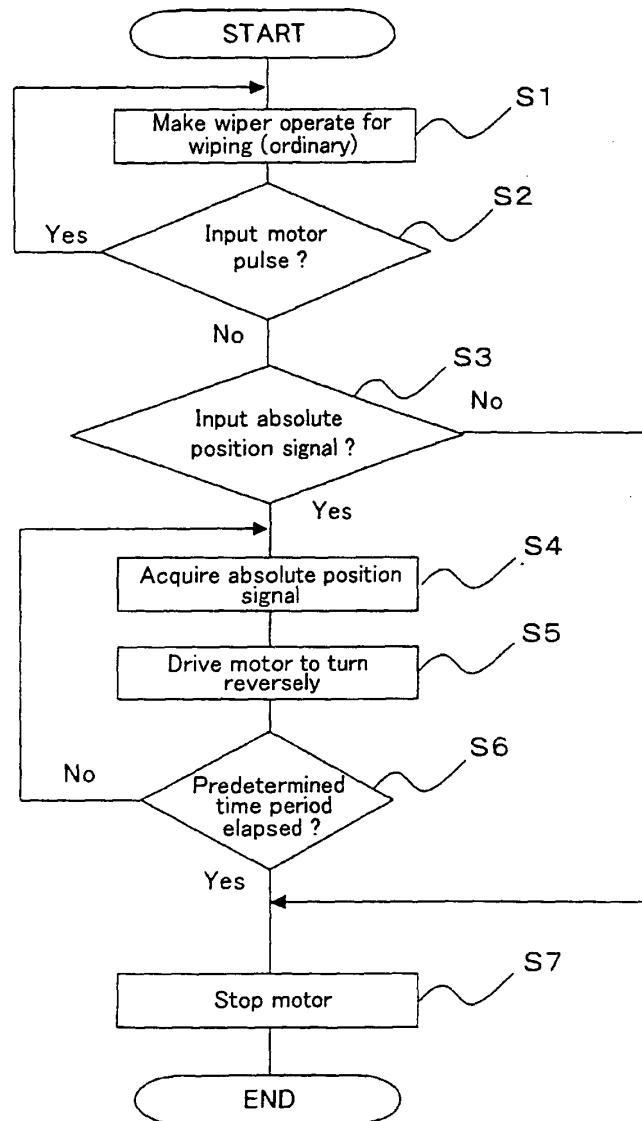 START
S1
Make wiper operate for
wiping (ordinary)
S2
Yes
Input motor
pulse ?
No
S3
No
Input absolute
position signal ?
Yes
S4
Acquire absolute position
signal
S5
Drive motor to turn
reversely
S6
No
Predetermined
time period
elapsed ?
Yes
S7
Stop motor
END